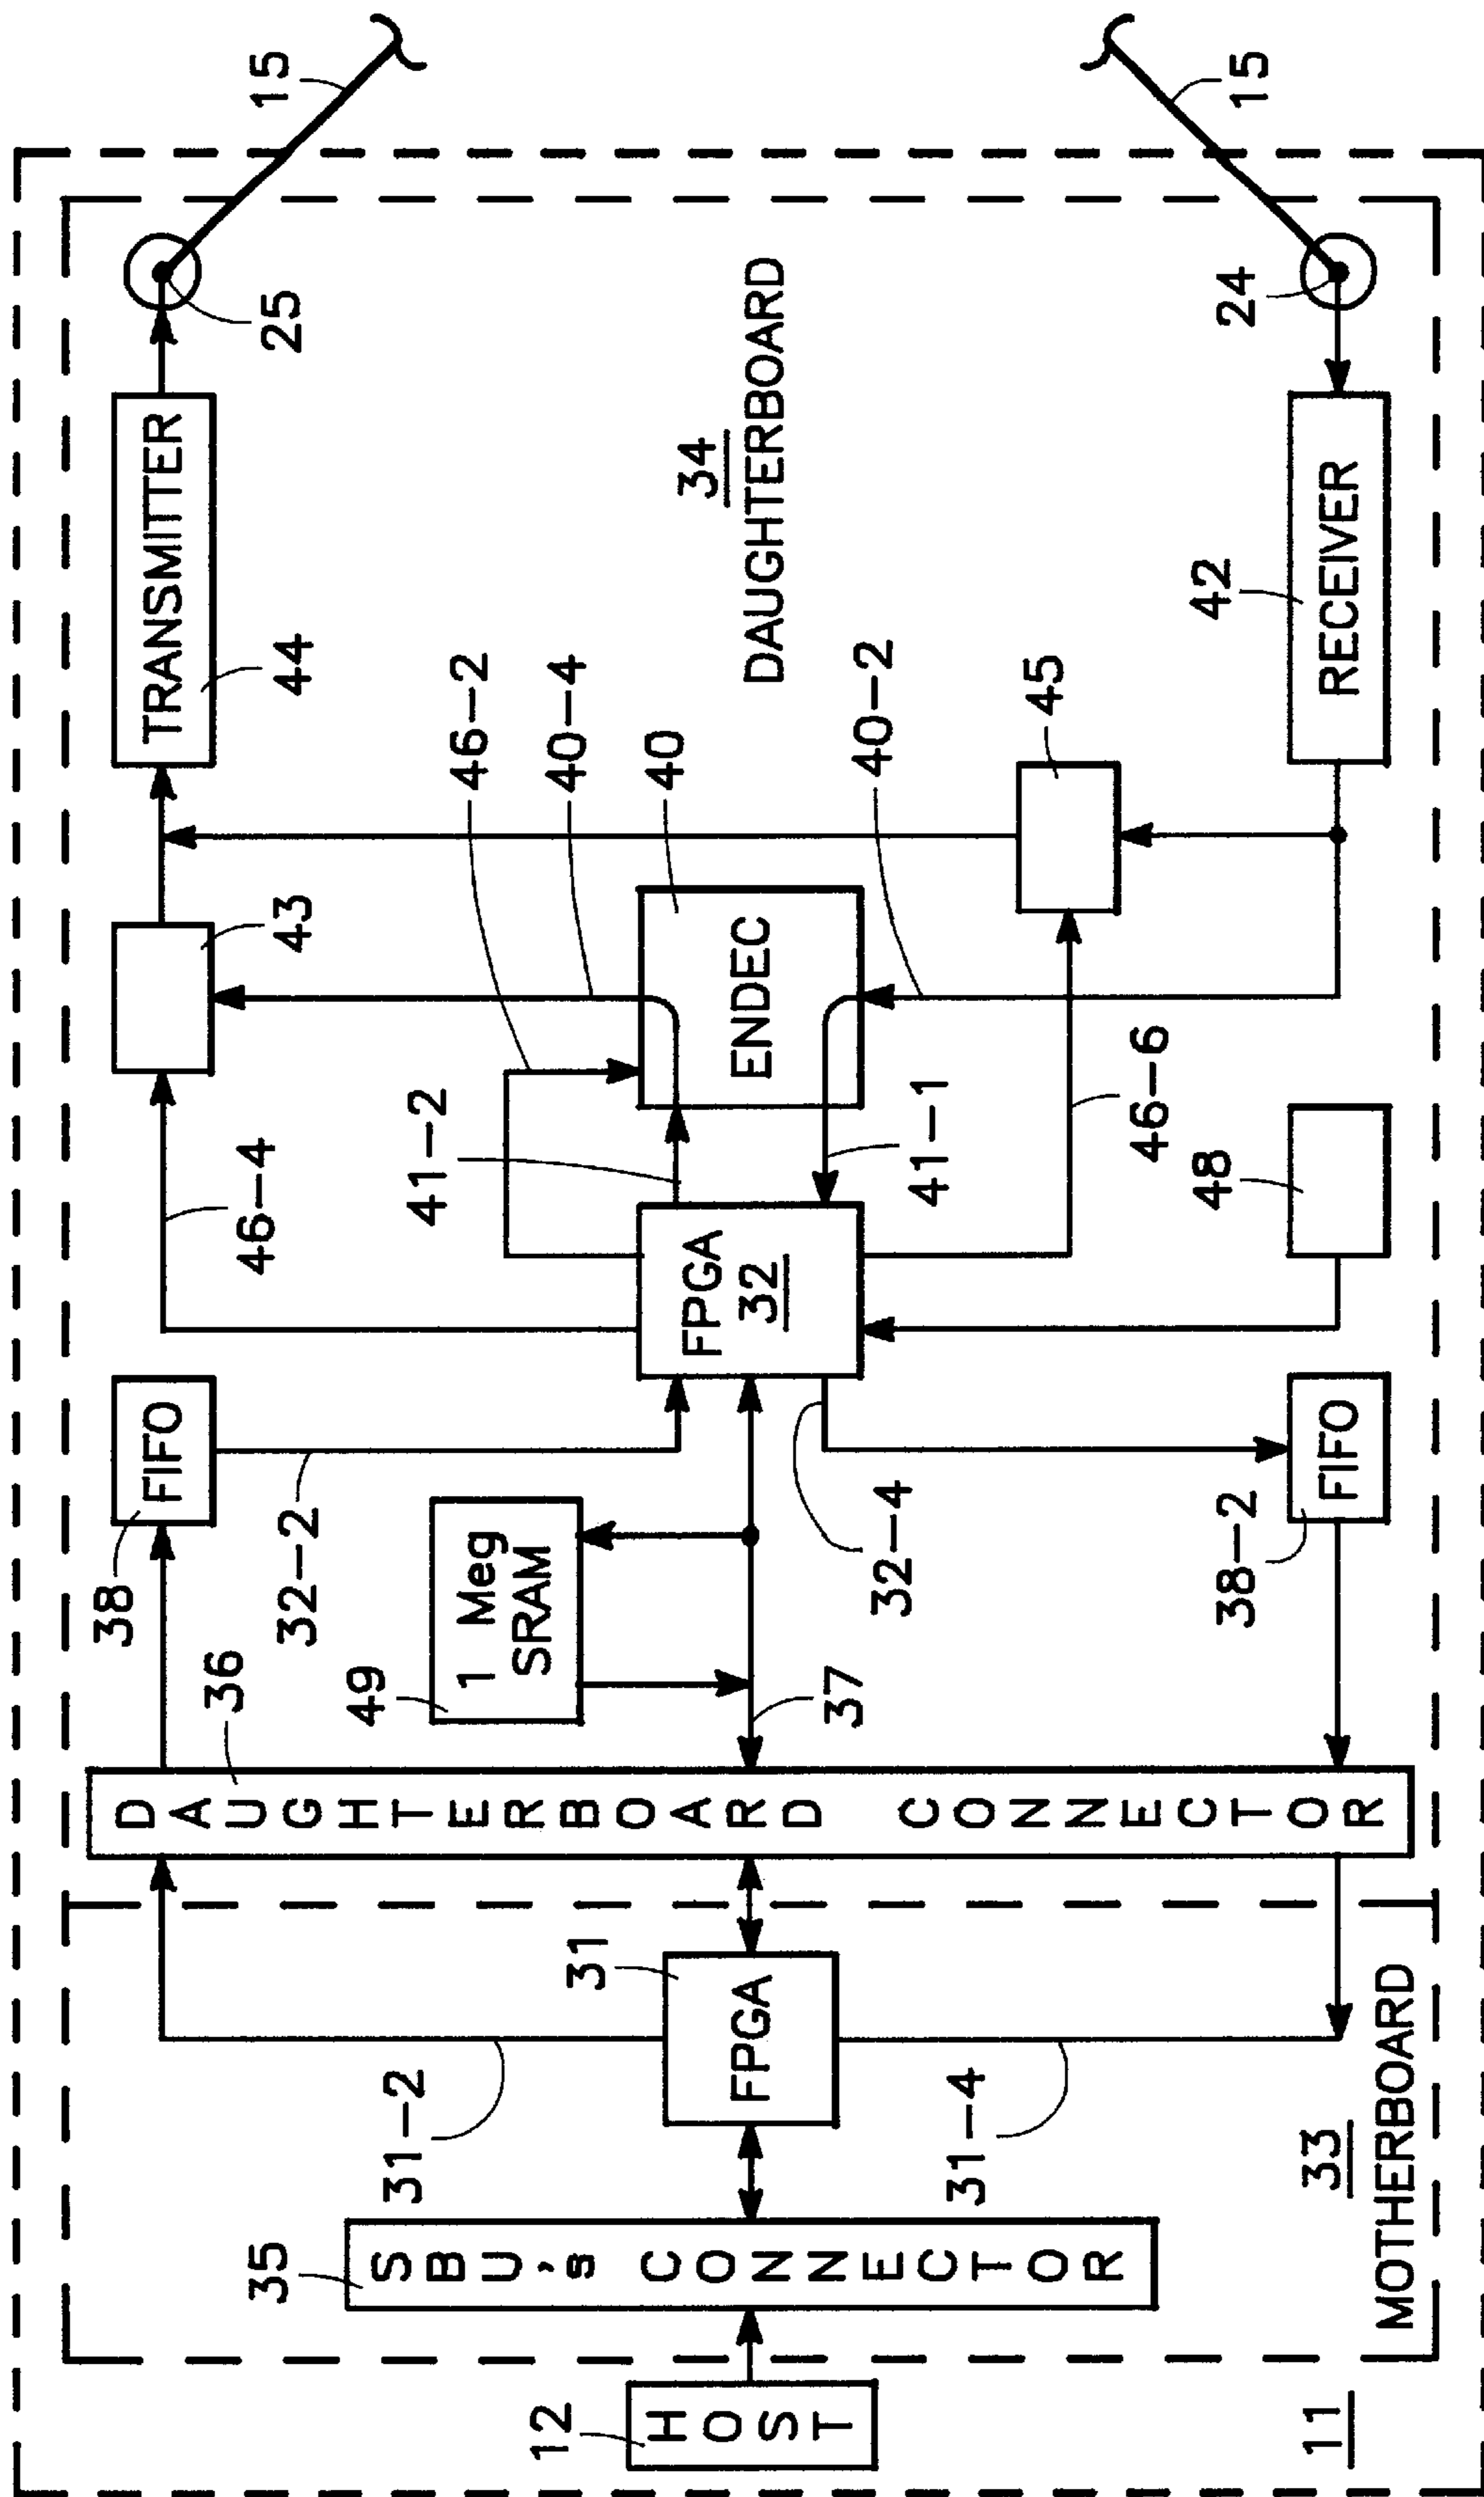 15
25
TRANSMITTER
44
43
46-4
FIFO
38
32-2
36
49
1 Meg
SRAM
46-2
40-4
40
41-2
34
DAUGHTERBOARD
ENDEC
FPGA
32
40-2
41-1
45
46-6
48
42
RECEIVER
24
15
32-4
37
38-2
FIFO
DAUGHTERBOARD CONNECTOR
31
FPGA
31-2
31-4
35
SBU's CONNECTOR
33
MOTHERBOARD
12
HOST
11